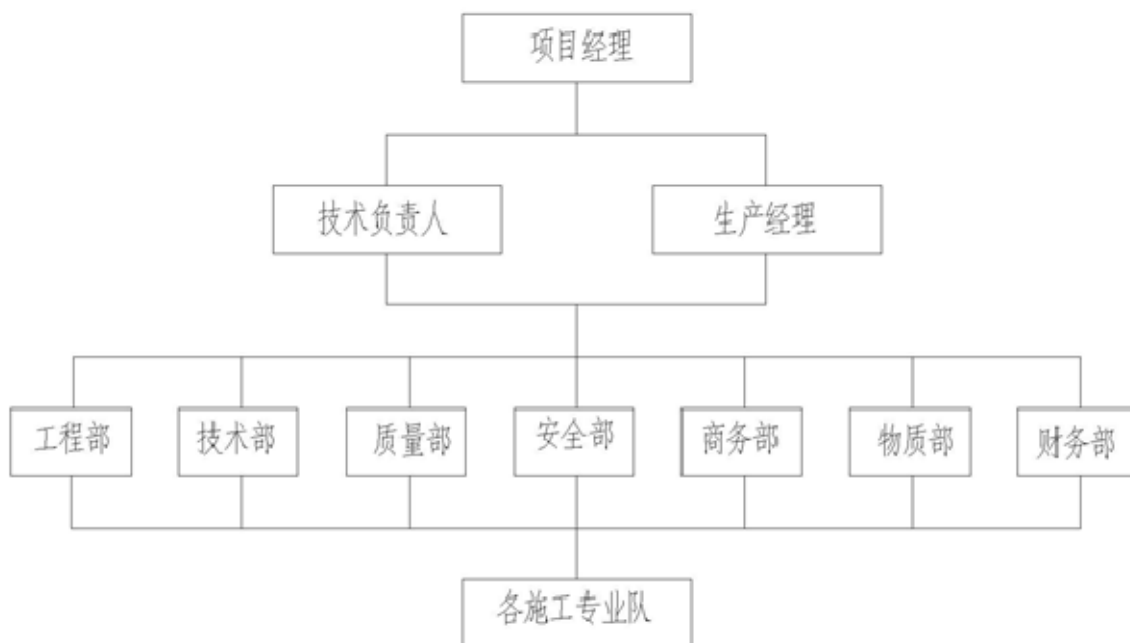 项目经理
技术负责人
生产经理
工程部
技术部
质量部
安全部
商务部
物质部
财务部
各施工专业队